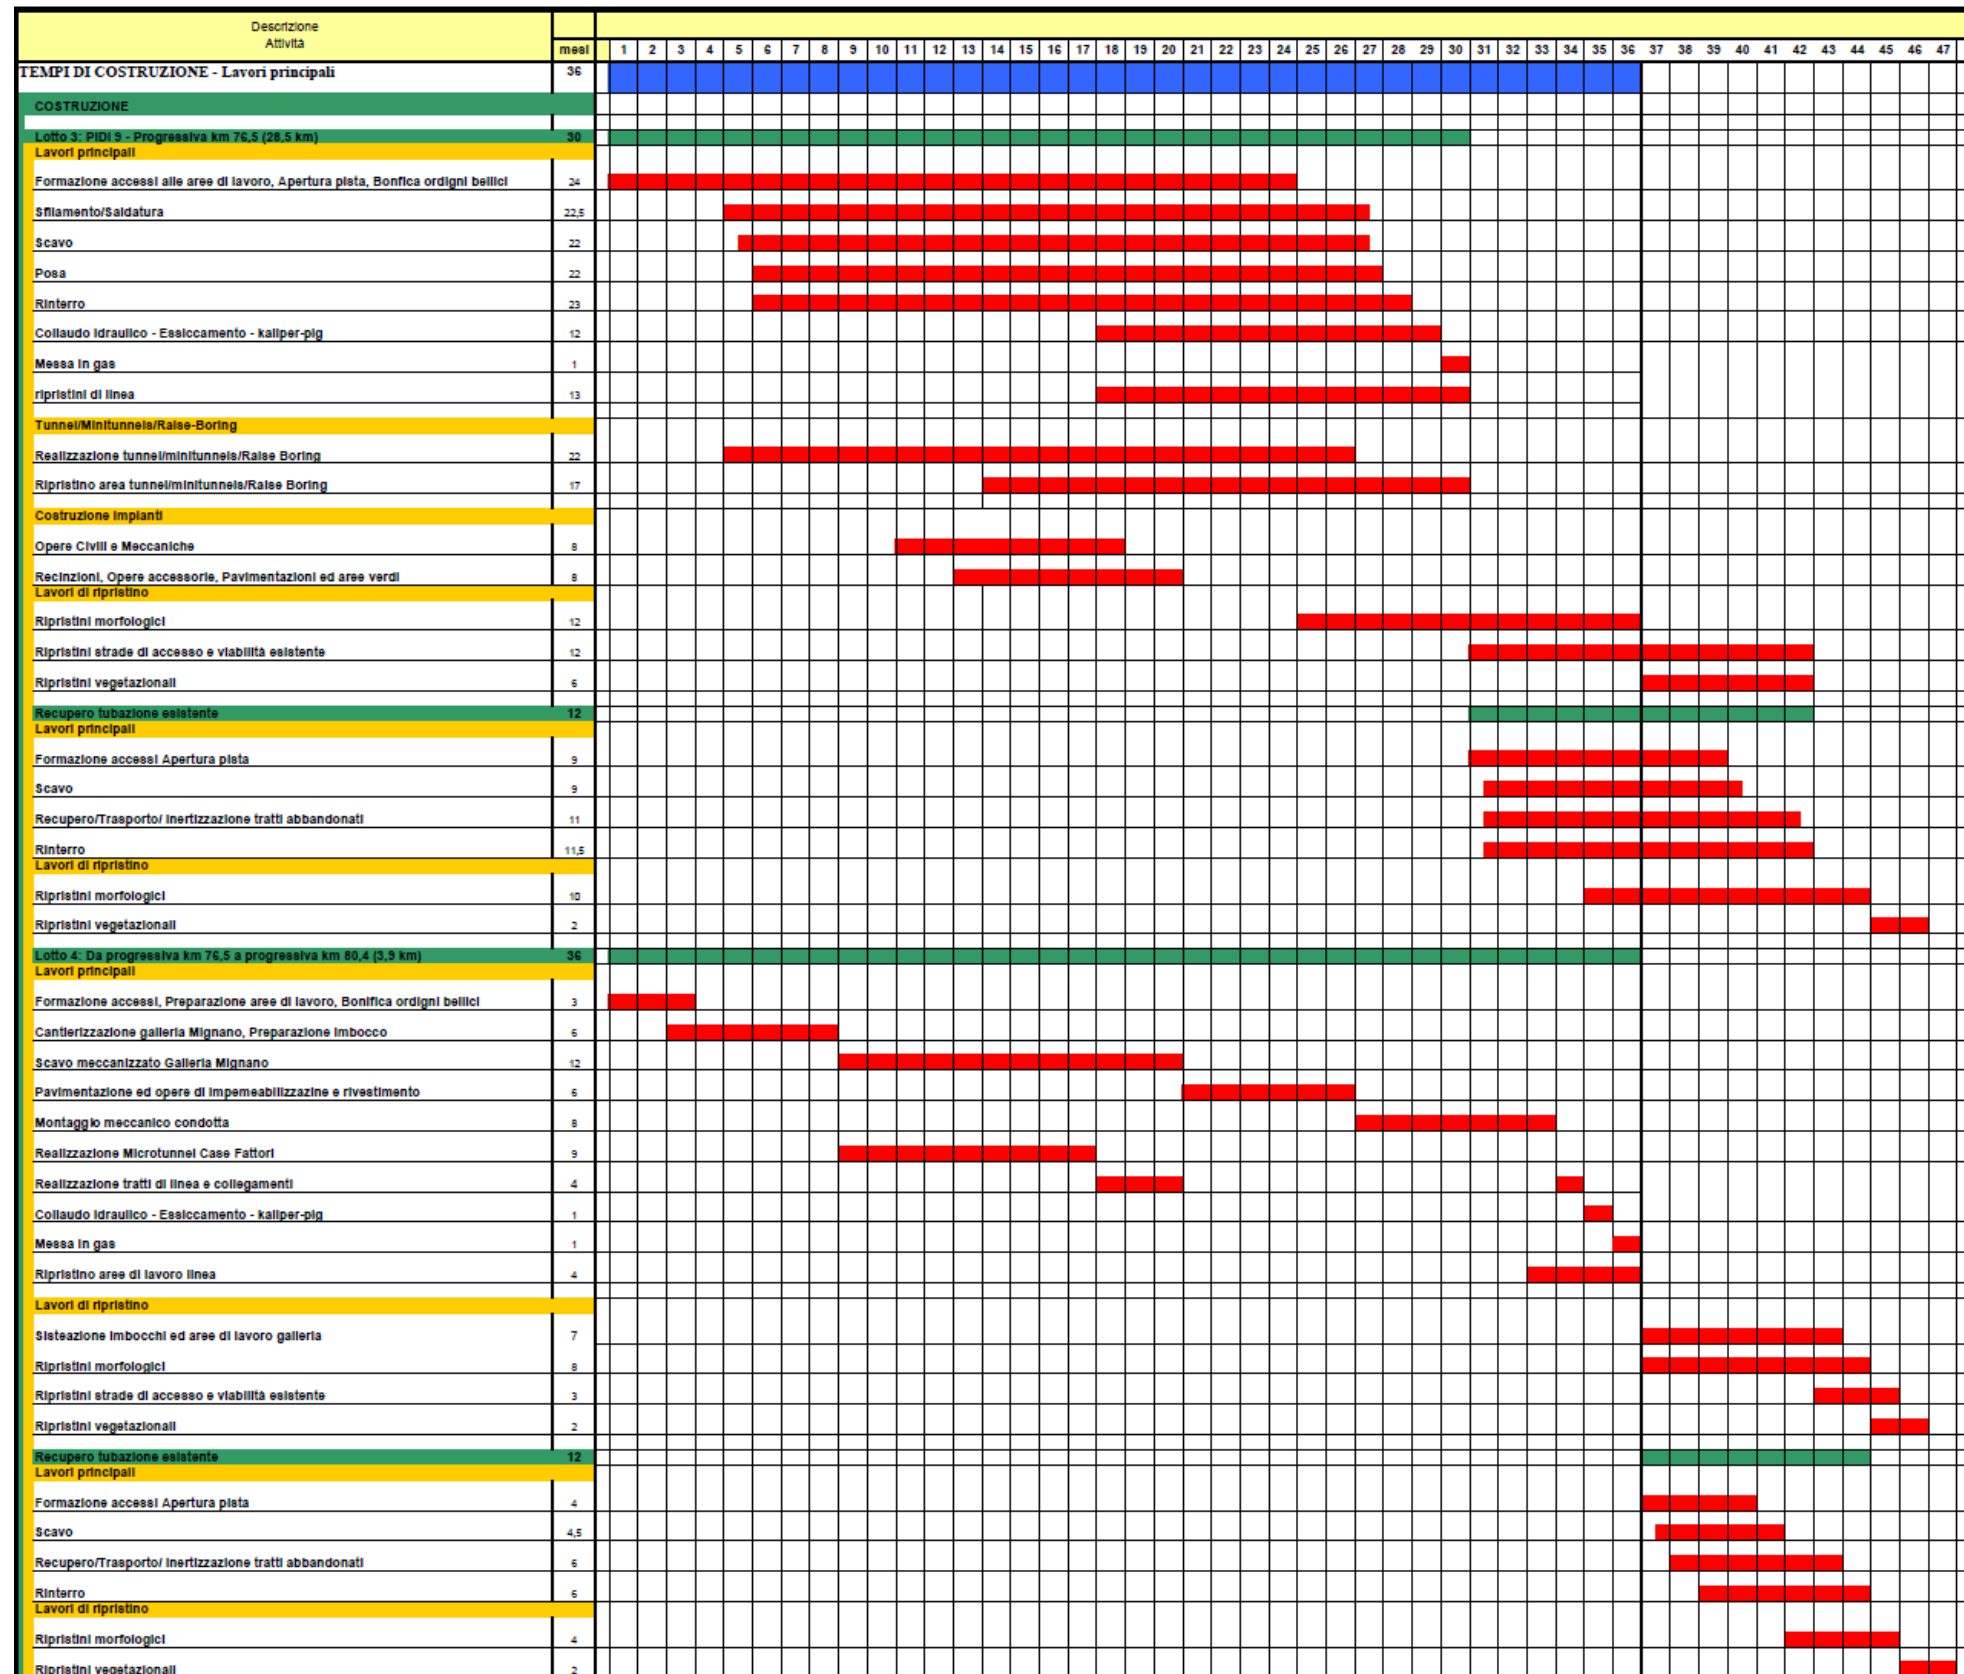 Descrizione
Attività
mesi 1 2 3 4 5 6 7 8 9 10 11 12 13 14 15 16 17 18 19 20 21 22 23 24 25 26 27 28 29 30 31 32 33 34 35 36 37 38 39 40 41 42 43 44 45 46 47
TEMPI DI COSTRUZIONE - Lavori principali 36
COSTRUZIONE
Lotto 3: PIDI 9 - Progressiva km 76,5 (28,5 km) 30
Lavori principali
Formazione accessi alle aree di lavoro, Apertura pista, Bonfica ordigni bellici 24
Sfilamento/Saldatura 22,5
Scavo 22
Posa 22
Rinterro 23
Collaudo idraulico - Essiccamento - kaliper-pig 12
Messa in gas 1
ripristini di linea 13
Tunnel/Minitunnels/Raise-Boring
Realizzazione tunnel/minitunnels/Raise Boring 22
Ripristino area tunnel/minitunnels/Raise Boring 17
Costruzione Impianti
Opere Civili e Meccaniche 8
Recinzioni, Opere accessorie, Pavimentazioni ed aree verdi 8
Lavori di ripristino
Ripristini morfologici 12
Ripristini strade di accesso e viabilità esistente 12
Ripristini vegetazionali 6
Recupero tubazione esistente 12
Lavori principali
Formazione accessi Apertura pista 9
Scavo 9
Recupero/Trasporto/ Inertizzazione tratti abbandonati 11
Rinterro 11,5
Lavori di ripristino
Ripristini morfologici 10
Ripristini vegetazionali 2
Lotto 4: Da progressiva km 76,5 a progressiva km 80,4 (3,9 km) 36
Lavori principali
Formazione accessi, Preparazione aree di lavoro, Bonifica ordigni bellici 3
Cantierizzazione galleria Mignano, Preparazione Imbocco 6
Scavo meccanizzato Galleria Mignano 12
Pavimentazione ed opere di Impemeabilizzazine e rivestimento 6
Montaggio meccanico condotta 8
Realizzazione Microtunnel Case Fattori 9
Realizzazione tratti di linea e collegamenti 4
Collaudo idraulico - Essiccamento - kaliper-pig 1
Messa in gas 1
Ripristino aree di lavoro linea 4
Lavori di ripristino
Sisteazione Imbocchi ed aree di lavoro galleria 7
Ripristini morfologici 8
Ripristini strade di accesso e viabilità esistente 3
Ripristini vegetazionali 2
Recupero tubazione esistente 12
Lavori principali
Formazione accessi Apertura pista 4
Scavo 4,5
Recupero/Trasporto/ Inertizzazione tratti abbandonati 6
Rinterro 6
Lavori di ripristino
Ripristini morfologici 4
Ripristini vegetazionali 2